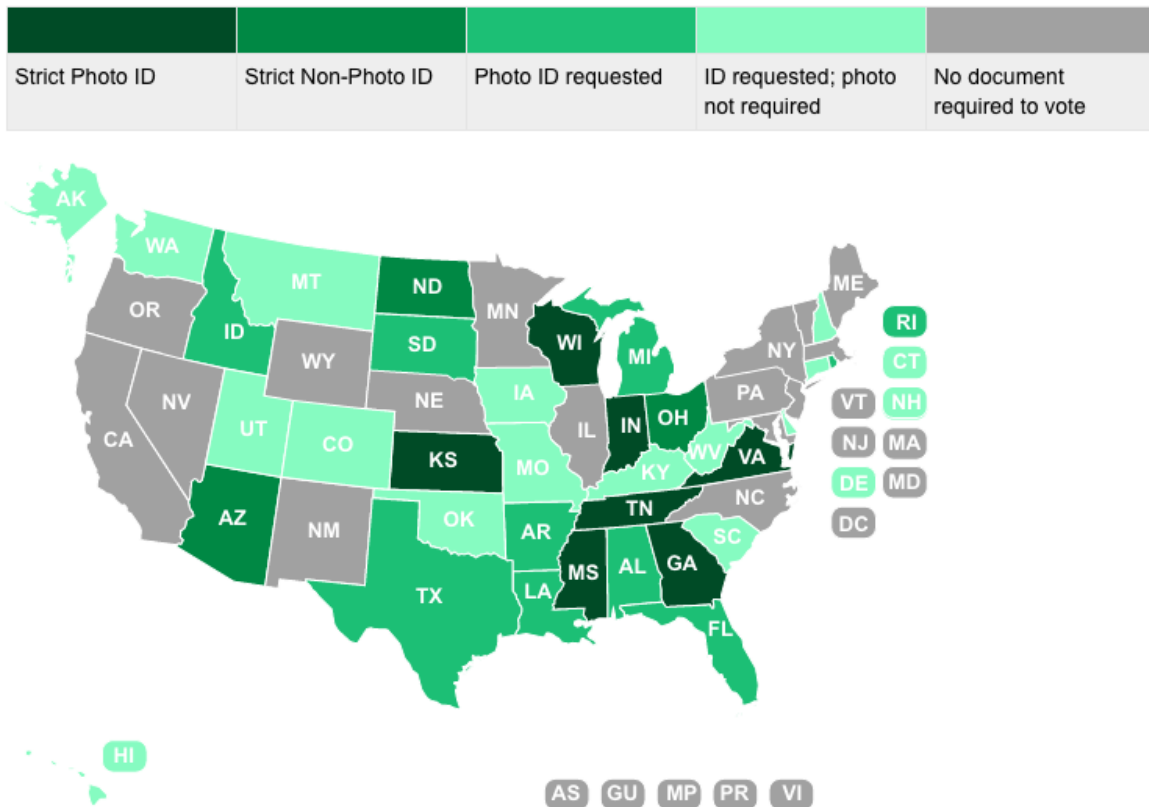 Strict Photo ID
Strict Non-Photo ID
Photo ID requested
ID requested; photo
not required
No document
required to vote
AK
WA
MT
ND
MN
ME
OR
ID
SD
WI
MI
NY
RI
WY
CT
IA
NE
PA
NV
VT
NH
UT
CO
IL
IN
OH
CA
KS
MO
WV
VA
NJ
MA
KY
DE
MD
NC
TN
AZ
NM
OK
AR
SC
DC
MS
AL
GA
TX
LA
FL
HI
AS
GU
MP
PR
VI